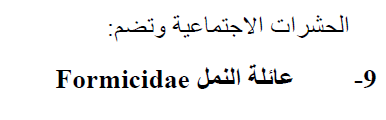 الحشرات الاجتماعية وتضم:
9- عائلة النمل Formicidae